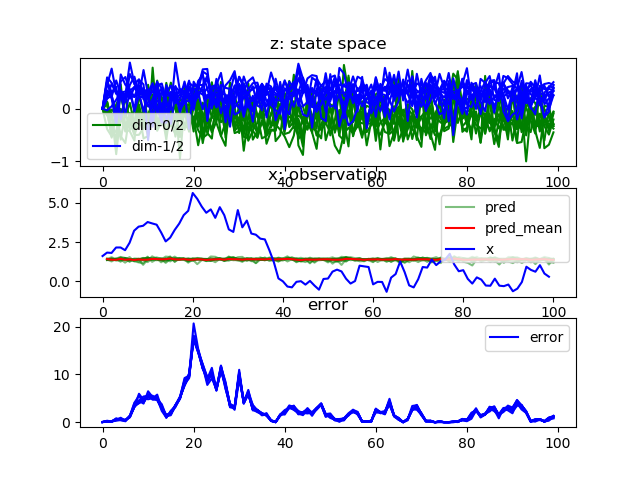 z: state space
0
−1
dim-0/2
dim-1/2
0 20 40 60 80 100
x: observation
5.0
2.5
0.0
pred
pred_mean
x
0 20 40 60 80 100
error
20
10
0
error
0 20 40 60 80 100